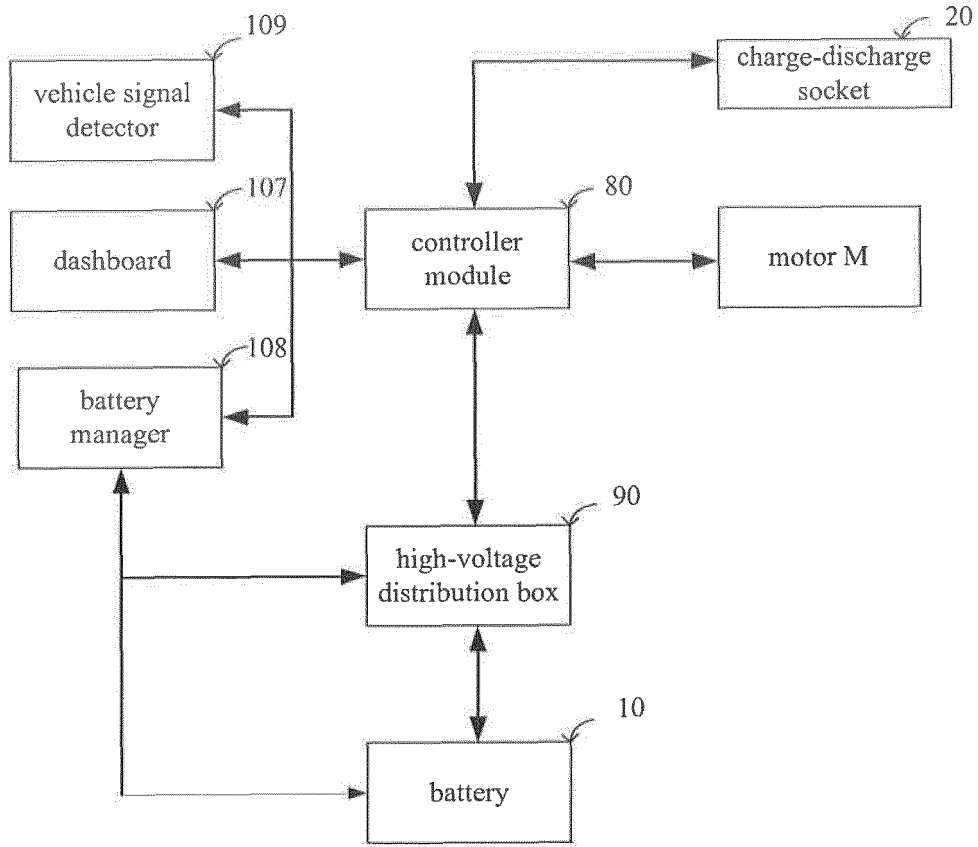 109
20
vehicle signal
detector
charge-discharge
socket
107
80
dashboard
controller
module
motor M
108
battery
manager
90
high-voltage
distribution box
10
battery